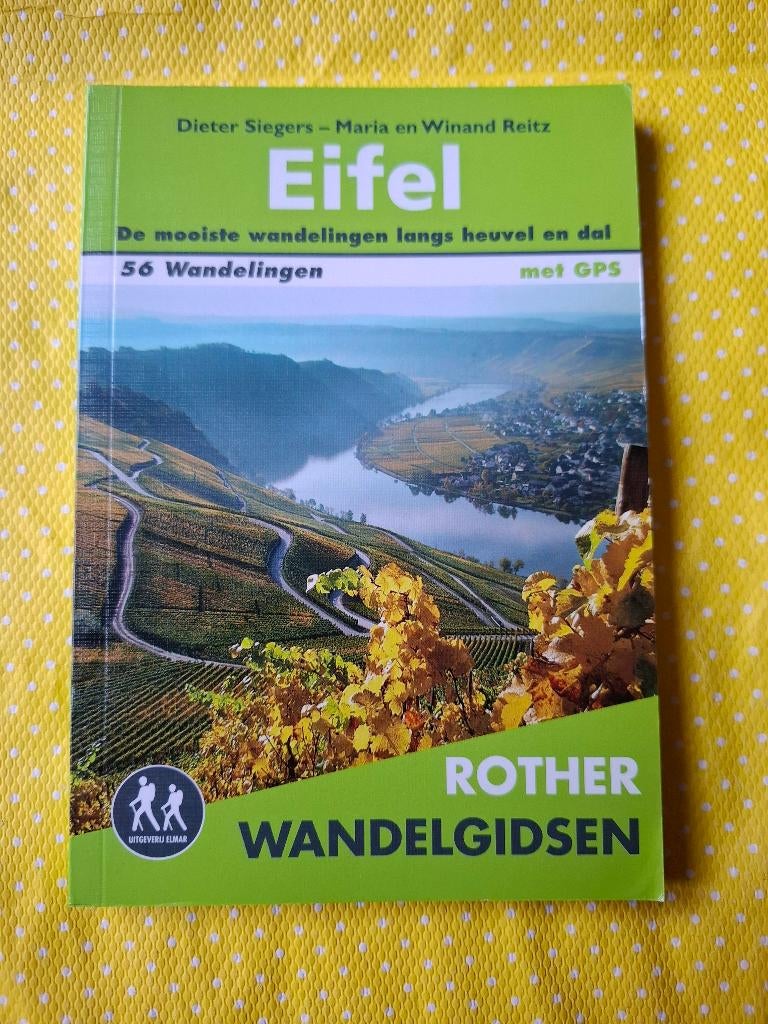 Dieter Siegers – Maria en Winand Reitz
Eifel
De mooiste wandelingen langs heuvel en dal
56 Wandelingen met GPS
ROTHER
WANDELGIDSEN
UITGEVERIJ ELMAR